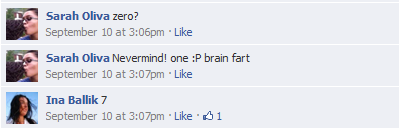 Sarah Oliva zero?
September 10 at 3:06pm · Like
Sarah Oliva Nevermind! one :P brain fart
September 10 at 3:07pm · Like
Ina Ballik 7
September 10 at 3:07pm · Like · 1